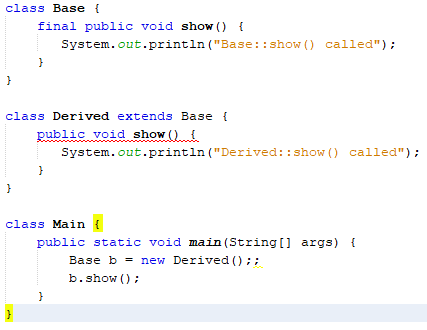 class Base {
final public void show() {
System.out.println("Base::show() called");
}
}
class Derived extends Base {
public void show() {
System.out.println("Derived::show() called");
}
}
class Main {
public static void main(String[] args) {
Base b = new Derived();;
b.show();
}
}